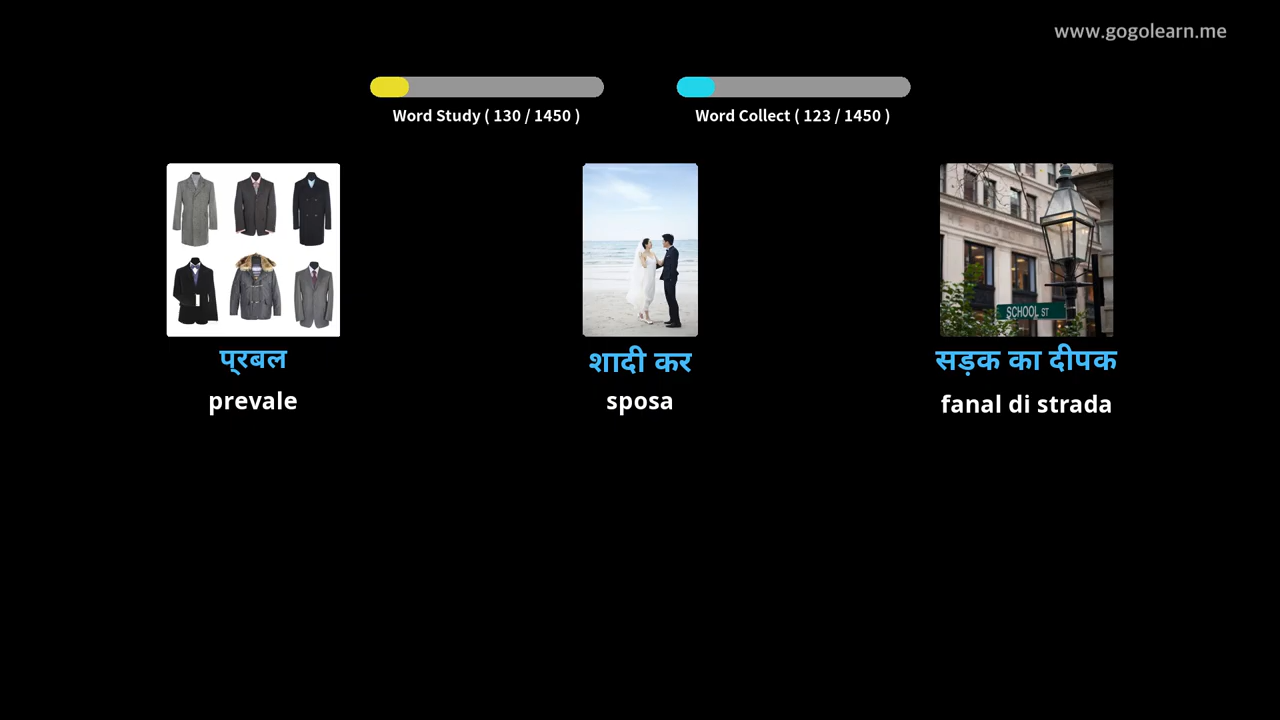 www.gogolearn.me
Word Study ( 130 / 1450 )
Word Collect ( 123 / 1450 )
SCHOOL ST
प्रबल
शादी कर
सड़क का दीपक
prevale
sposa
fanal di strada